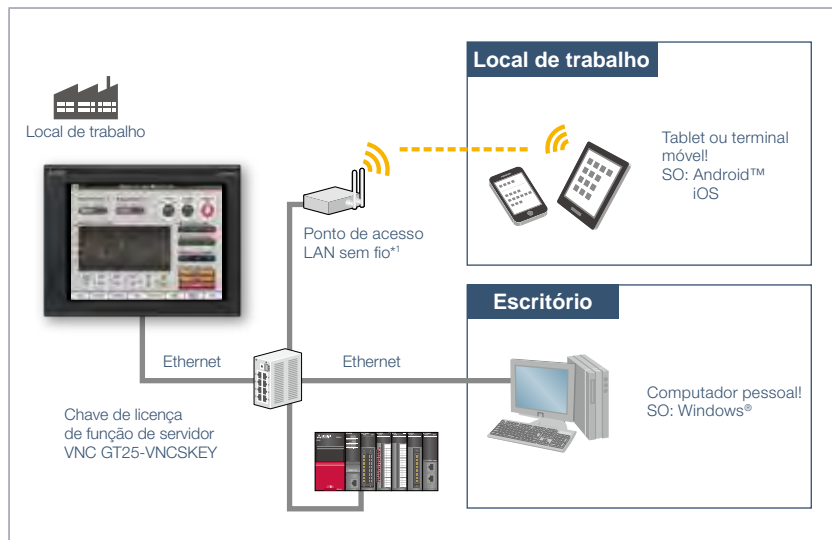 Local de trabalho
Local de trabalho
Tablet ou terminal
móvel!
SO: Android™
iOS
Ponto de acesso
LAN sem fio*¹
Escritório
Ethernet
Ethernet
Computador pessoal!
SO: Windows®
Chave de licença
de função de servidor
VNC GT25-VNCSKEY